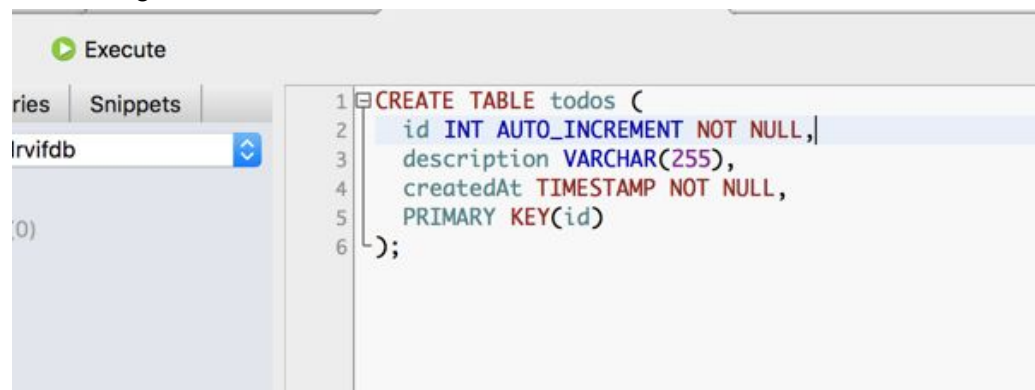 Execute
ries Snippets
lrvifdb
(0)
1 CREATE TABLE todos (
2 id INT AUTO_INCREMENT NOT NULL,
3 description VARCHAR(255),
4 createdAt TIMESTAMP NOT NULL,
5 PRIMARY KEY(id)
6 );